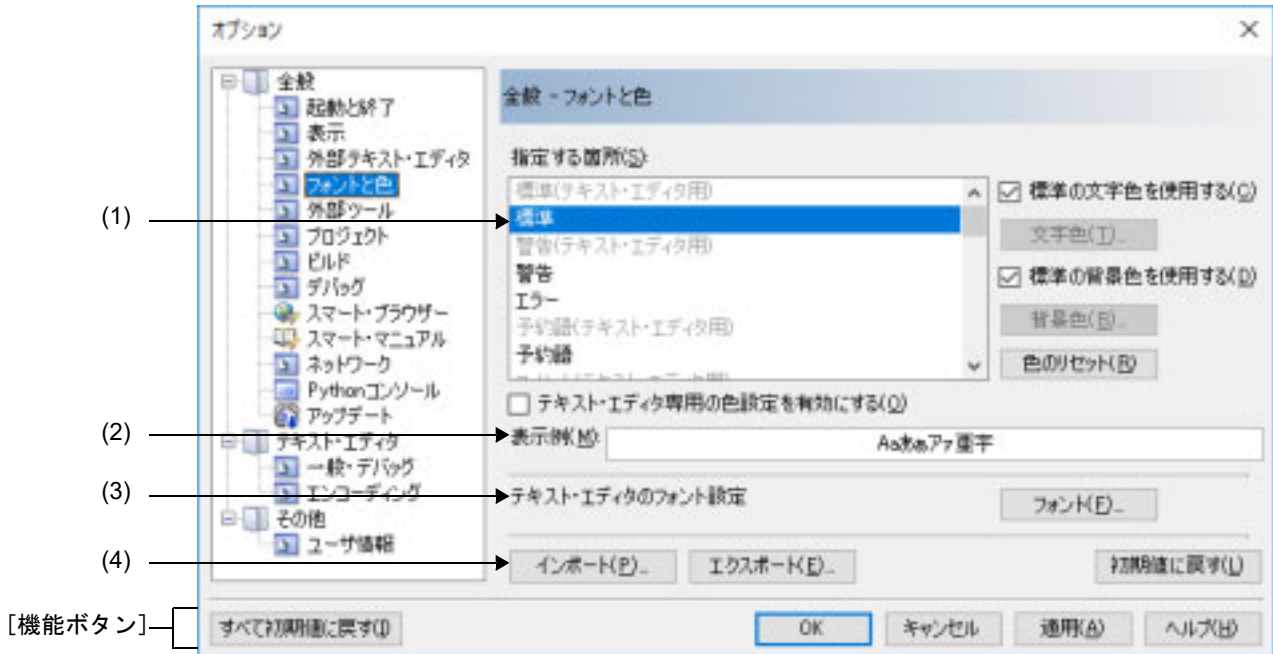 オプション
全般
起動と終了
表示
外部テキスト・エディタ
フォントと色
外部ツール
プロジェクト
ビルド
デバッグ
スマート・ブラウザー
スマート・マニュアル
ネットワーク
Pythonコンソール
アップデート
テキスト・エディタ
一般・デバッグ
エンコーディング
その他
ユーザ情報
全般 - フォントと色
指定する箇所(S):
標準(テキスト・エディタ用)
標準
警告(テキスト・エディタ用)
警告
エラー
予約語(テキスト・エディタ用)
予約語
標準の文字色を使用する(C)
文字色(T)...
標準の背景色を使用する(D)
背景色(B)...
色のリセット(R)
テキスト・エディタ専用の色設定を有効にする(O)
表示例(M):
Aaあぁアァ亜宇
テキスト・エディタのフォント設定
フォント(F)...
インポート(P)...
エクスポート(E)...
初期値に戻す(L)
すべて初期値に戻す(I)
OK
キャンセル
適用(A)
ヘルプ(H)
(1)
(2)
(3)
(4)
[機能ボタン]